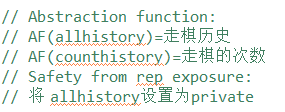 // Abstraction function:
// AF(allhistory)=走棋历史
// AF(counthistory)=走棋的次数
// Safety from rep exposure:
// 将 allhistory设置为private